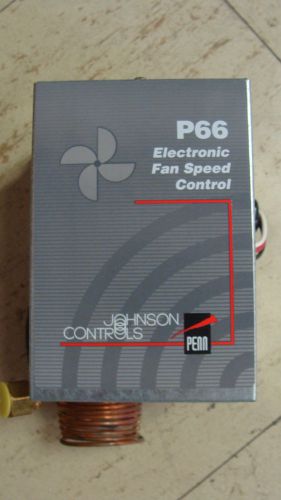 P66
Electronic
Fan Speed
Control
JOHNSON
CONTROLS
PENN